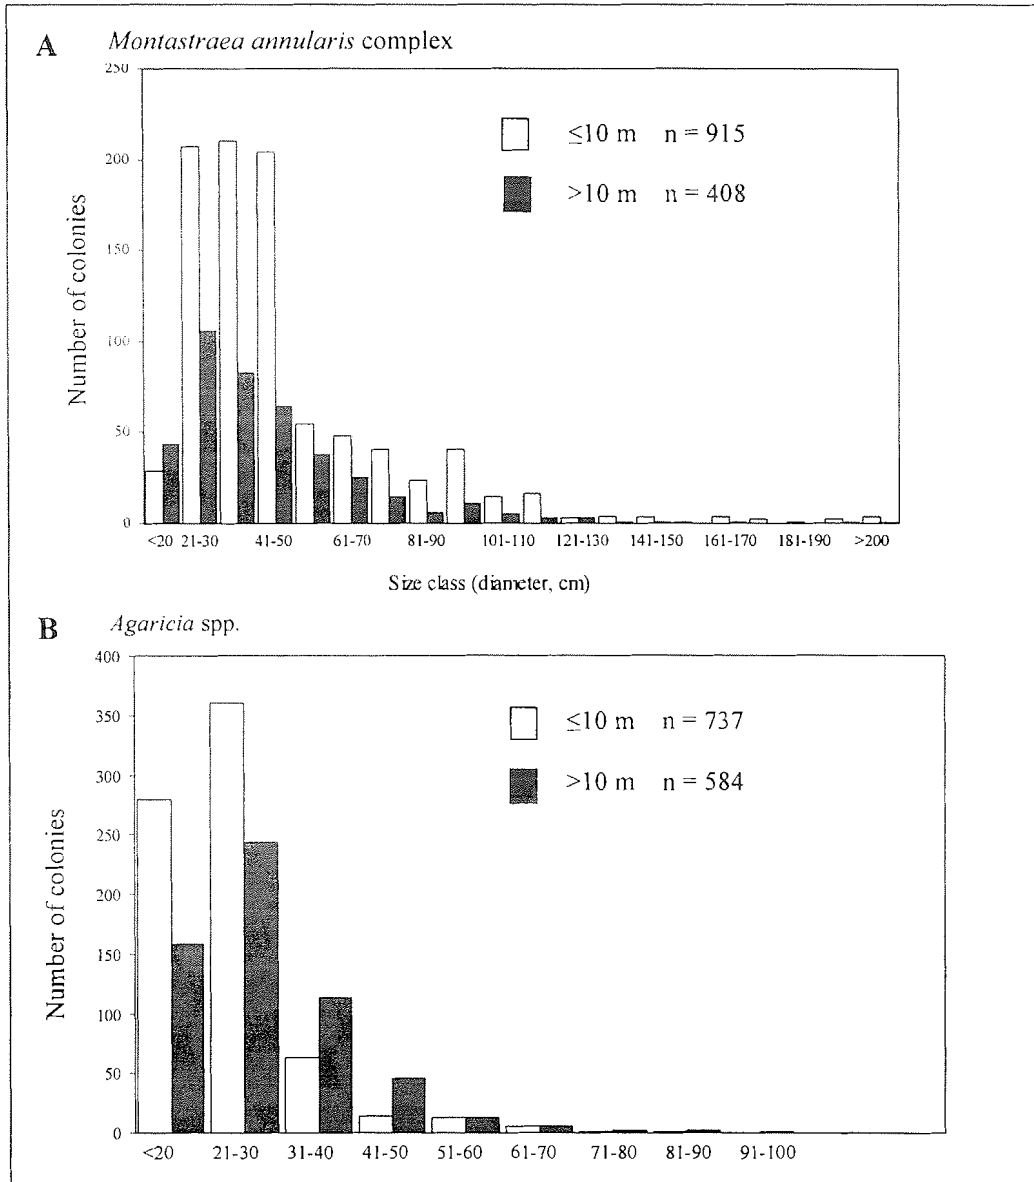 A Montastraea annularis complex
250
200
150
100
50
0
Number of colonies
≤10 m n = 915
>10 m n = 408
<20 21-30 41-50 61-70 81-90 101-110 121-130 141-150 161-170 181-190 >200
Size class (diameter, cm)
B Agaricia spp.
400
350
300
250
200
150
100
50
0
Number of colonies
≤10 m n = 737
>10 m n = 584
<20 21-30 31-40 41-50 51-60 61-70 71-80 81-90 91-100